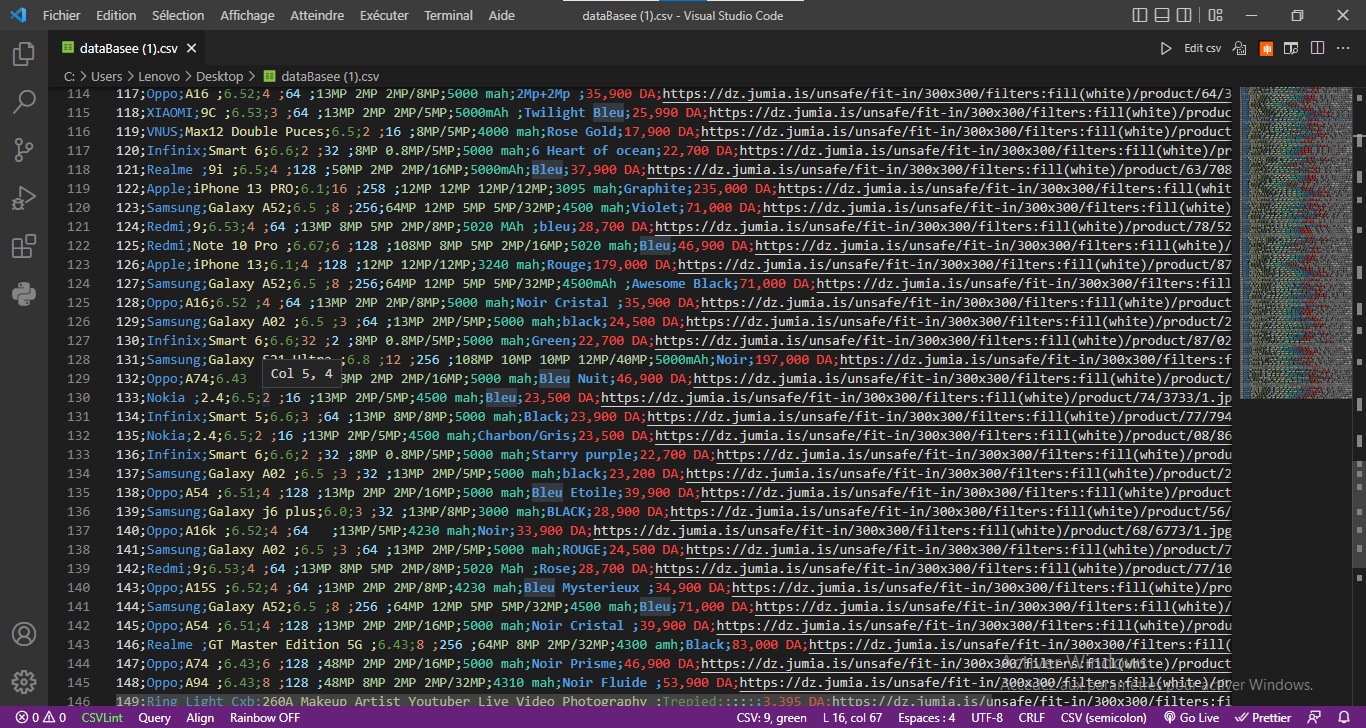 Fichier Edition Sélection Affichage Atteindre Exécuter Terminal Aide dataBasee (1).csv - Visual Studio Code
dataBasee (1).csv
Edit csv
C: > Users > Lenovo > Desktop > dataBasee (1).csv
114 117;Oppo;A16 ;6.52;4 ;64 ;13MP 2MP 2MP/8MP;5000 mah;2Mp+2Mp ;35,900 DA;https://dz.jumia.is/unsafe/fit-in/300x300/filters:fill(white)/product/64/3
115 118;XIAOMI;9C ;6.53;3 ;64 ;13MP 2MP 2MP/5MP;5000mAh ;Twilight Bleu;25,990 DA;https://dz.jumia.is/unsafe/fit-in/300x300/filters:fill(white)/produc
116 119;VNUS;Max12 Double Puces;6.5;2 ;16 ;8MP/5MP;4000 mah;Rose Gold;17,900 DA;https://dz.jumia.is/unsafe/fit-in/300x300/filters:fill(white)/product
117 120;Infinix;Smart 6;6.6;2 ;32 ;8MP 0.8MP/5MP;5000 mah;6 Heart of ocean;22,700 DA;https://dz.jumia.is/unsafe/fit-in/300x300/filters:fill(white)/pr
118 121;Realme ;9i ;6.5;4 ;128 ;50MP 2MP 2MP/16MP;5000mAh;Bleu;37,900 DA;https://dz.jumia.is/unsafe/fit-in/300x300/filters:fill(white)/product/63/708
119 122;Apple;iPhone 13 PRO;6.1;16 ;258 ;12MP 12MP 12MP/12MP;3095 mah;Graphite;235,000 DA;https://dz.jumia.is/unsafe/fit-in/300x300/filters:fill(whit
120 123;Samsung;Galaxy A52;6.5 ;8 ;256;64MP 12MP 5MP 5MP/32MP;4500 mah;Violet;71,000 DA;https://dz.jumia.is/unsafe/fit-in/300x300/filters:fill(white)
121 124;Redmi;9;6.53;4 ;64 ;13MP 8MP 5MP 2MP/8MP;5020 MAh ;bleu;28,700 DA;https://dz.jumia.is/unsafe/fit-in/300x300/filters:fill(white)/product/78/52
122 125;Redmi;Note 10 Pro ;6.67;6 ;128 ;108MP 8MP 5MP 2MP/16MP;5020 mah;Bleu;46,900 DA;https://dz.jumia.is/unsafe/fit-in/300x300/filters:fill(white)/
123 126;Apple;iPhone 13;6.1;4 ;128 ;12MP 12MP/12MP;3240 mah;Rouge;179,000 DA;https://dz.jumia.is/unsafe/fit-in/300x300/filters:fill(white)/product/87
124 127;Samsung;Galaxy A52;6.5 ;8 ;256;64MP 12MP 5MP 5MP/32MP;4500mAh ;Awesome Black;71,000 DA;https://dz.jumia.is/unsafe/fit-in/300x300/filters:fill
125 128;Oppo;A16;6.52 ;4 ;64 ;13MP 2MP 2MP/8MP;5000 mah;Noir Cristal ;35,900 DA;https://dz.jumia.is/unsafe/fit-in/300x300/filters:fill(white)/product
126 129;Samsung;Galaxy A02 ;6.5 ;3 ;64 ;13MP 2MP 2MP/5MP;5000 mah;black;24,500 DA;https://dz.jumia.is/unsafe/fit-in/300x300/filters:fill(white)/product/2
127 130;Infinix;Smart 6;6.6;32 ;2 ;8MP 0.8MP/5MP;5000 mah;Green;22,700 DA;https://dz.jumia.is/unsafe/fit-in/300x300/filters:fill(white)/product/87/02
128 131;Samsung;Galaxy S21 Ultra ;6.8 ;12 ;256 ;108MP 10MP 10MP 12MP/40MP;5000mAh;Noir;197,000 DA;https://dz.jumia.is/unsafe/fit-in/300x300/filters:f
129 132;Oppo;A74;6.43 8MP 2MP 2MP/16MP;5000 mah;Bleu Nuit;46,900 DA;https://dz.jumia.is/unsafe/fit-in/300x300/filters:fill(white)/product/
Col 5, 4
130 133;Nokia ;2.4;6.5;2 ;16 ;13MP 2MP/5MP;4500 mah;Bleu;23,500 DA;https://dz.jumia.is/unsafe/fit-in/300x300/filters:fill(white)/product/74/3733/1.jp
131 134;Infinix;Smart 5;6.6;3 ;64 ;13MP 8MP/8MP;5000 mah;Black;23,900 DA;https://dz.jumia.is/unsafe/fit-in/300x300/filters:fill(white)/product/77/794
132 135;Nokia;2.4;6.5;2 ;16 ;13MP 2MP/5MP;4500 mah;Charbon/Gris;23,500 DA;https://dz.jumia.is/unsafe/fit-in/300x300/filters:fill(white)/product/08/86
133 136;Infinix;Smart 6;6.6;2 ;32 ;8MP 0.8MP/5MP;5000 mah;Starry purple;22,700 DA;https://dz.jumia.is/unsafe/fit-in/300x300/filters:fill(white)/produ
134 137;Samsung;Galaxy A02 ;6.5 ;3 ;32 ;13MP 2MP/5MP;5000 mah;black;23,200 DA;https://dz.jumia.is/unsafe/fit-in/300x300/filters:fill(white)/product/2
135 138;Oppo;A54 ;6.51;4 ;128 ;13Mp 2MP 2MP/16MP;5000 mah;Bleu Etoile;39,900 DA;https://dz.jumia.is/unsafe/fit-in/300x300/filters:fill(white)/product
136 139;Samsung;Galaxy j6 plus;6.0;3 ;32 ;13MP/8MP;3000 mah;BLACK;28,900 DA;https://dz.jumia.is/unsafe/fit-in/300x300/filters:fill(white)/product/56/
137 140;Oppo;A16k ;6.52;4 ;64 ;13MP/5MP;4230 mah;Noir;33,900 DA;https://dz.jumia.is/unsafe/fit-in/300x300/filters:fill(white)/product/68/6773/1.jpg
138 141;Samsung;Galaxy A02 ;6.5 ;3 ;64 ;13MP 2MP 2MP/5MP;5000 mah;ROUGE;24,500 DA;https://dz.jumia.is/unsafe/fit-in/300x300/filters:fill(white)/product/7
139 142;Redmi;9;6.53;4 ;64 ;13MP 8MP 5MP 2MP/8MP;5020 Mah ;Rose;28,700 DA;https://dz.jumia.is/unsafe/fit-in/300x300/filters:fill(white)/product/77/10
140 143;Oppo;A15S ;6.52;4 ;64 ;13MP 2MP 2MP/8MP;4230 mah;Bleu Mysterieux ;34,900 DA;https://dz.jumia.is/unsafe/fit-in/300x300/filters:fill(white)/pro
141 144;Samsung;Galaxy A52;6.5 ;8 ;256 ;64MP 12MP 5MP 5MP/32MP;4500 mah;Bleu;71,000 DA;https://dz.jumia.is/unsafe/fit-in/300x300/filters:fill(white)/
142 145;Oppo;A54 ;6.51;4 ;128 ;13MP 2MP 2MP/16MP;5000 mah;Noir Cristal ;39,900 DA;https://dz.jumia.is/unsafe/fit-in/300x300/filters:fill(white)/produ
143 146;Realme ;GT Master Edition 5G ;6.43;8 ;256 ;64MP 8MP 2MP/32MP;4300 amh;Black;83,000 DA;https://dz.jumia.is/unsafe/fit-in/300x300/filters:fill(
144 147;Oppo;A74 ;6.43;6 ;128 ;48MP 2MP 2MP/16MP;5000 mah;Noir Prisme;46,900 DA;https://dz.jumia.is/unsafe/fit-in/300x300/filters:fill(white)/product
145 148;Oppo;A94 ;6.43;8 ;128 ;48MP 8MP 2MP 2MP/32MP;4310 mah;Noir Fluide ;53,900 DA;https://dz.jumia.is/unsafe/fit-in/300x300/filters:fill(white)/product
146 149;Ring Light Cxb;260A Makeup Artist Youtuber Live Video Photography ;Trepied::::::3,395 DA;https://dz.jumia.is/u
Activer Windows
Accédez aux paramètres pour activer Windows.
0 0 CSVLint Query Align Rainbow OFF CSV: 9, green L 16, col 67 Espaces : 4 UTF-8 CRLF CSV (semicolon) Go Live Prettier